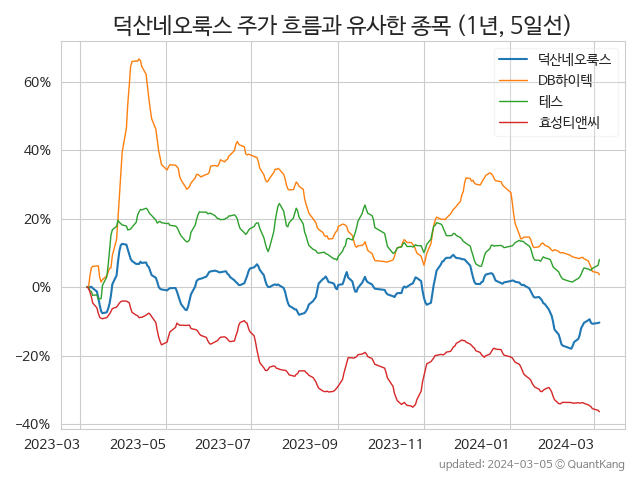 덕산네오룩스 주가 흐름과 유사한 종목 (1년, 5일선)
덕산네오룩스
DB하이텍
테스
효성티앤씨
60%
40%
20%
0%
−20%
−40%
2023−03
2023−05
2023−07
2023−09
2023−11
2024−01
2024−03
updated: 2024−03−05 © QuantKang